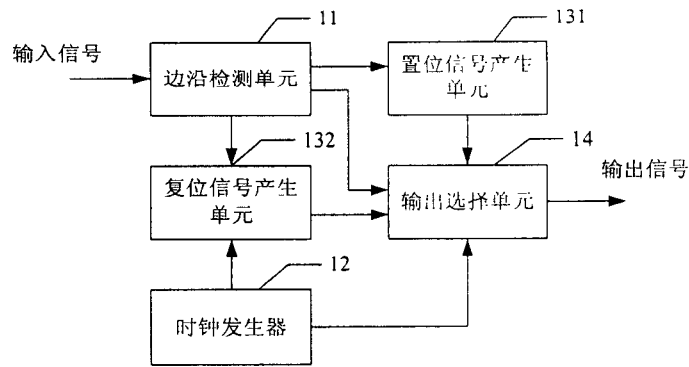 11
131
输入信号
边沿检测单元
置位信号产生
单元
132
14
复位信号产生
单元
输出选择单元
输出信号
12
时钟发生器